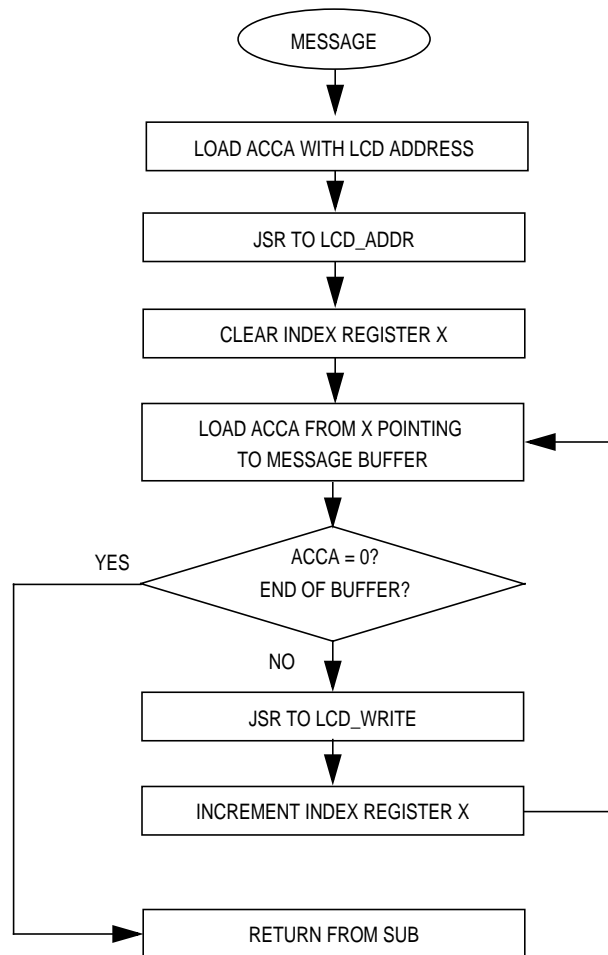 MESSAGE
LOAD ACCA WITH LCD ADDRESS
JSR TO LCD_ADDR
CLEAR INDEX REGISTER X
LOAD ACCA FROM X POINTING
TO MESSAGE BUFFER
YES
ACCA = 0?
END OF BUFFER?
NO
JSR TO LCD_WRITE
INCREMENT INDEX REGISTER X
RETURN FROM SUB